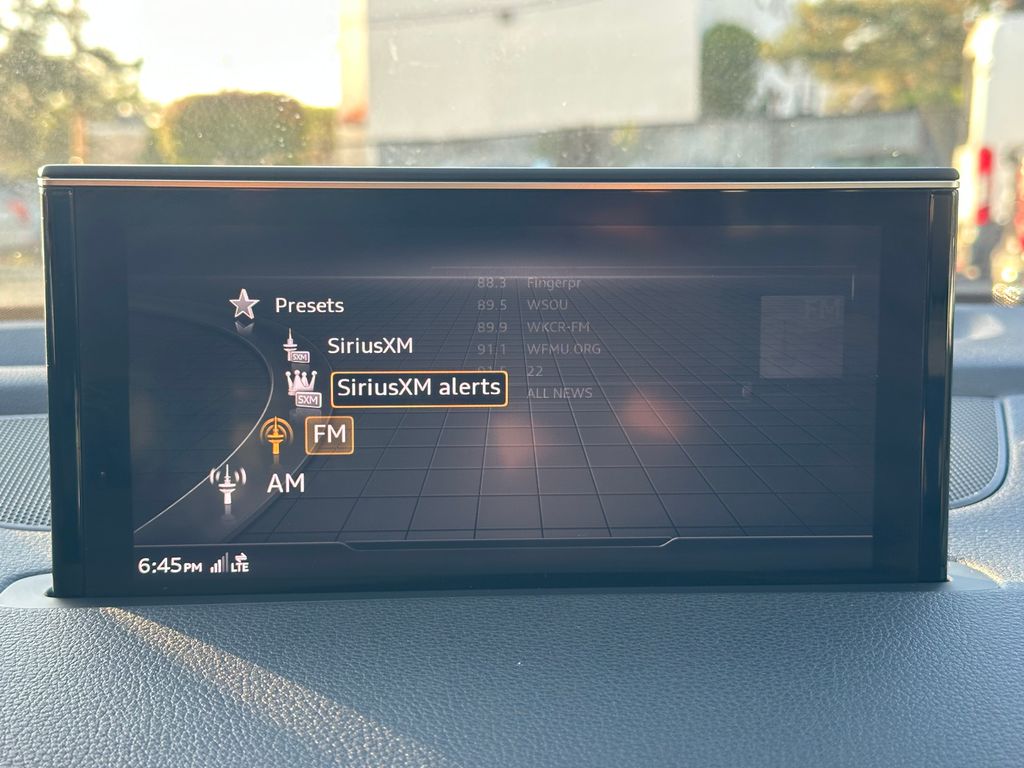 Presets
SiriusXM
SXM
SiriusXM alerts
SXM
FM
AM
88.3 Fingerpr
89.5 WSOU
89.9 WKCR-FM
91.1 WFMU.ORG
22
ALL NEWS
FM
6:45PM LTE